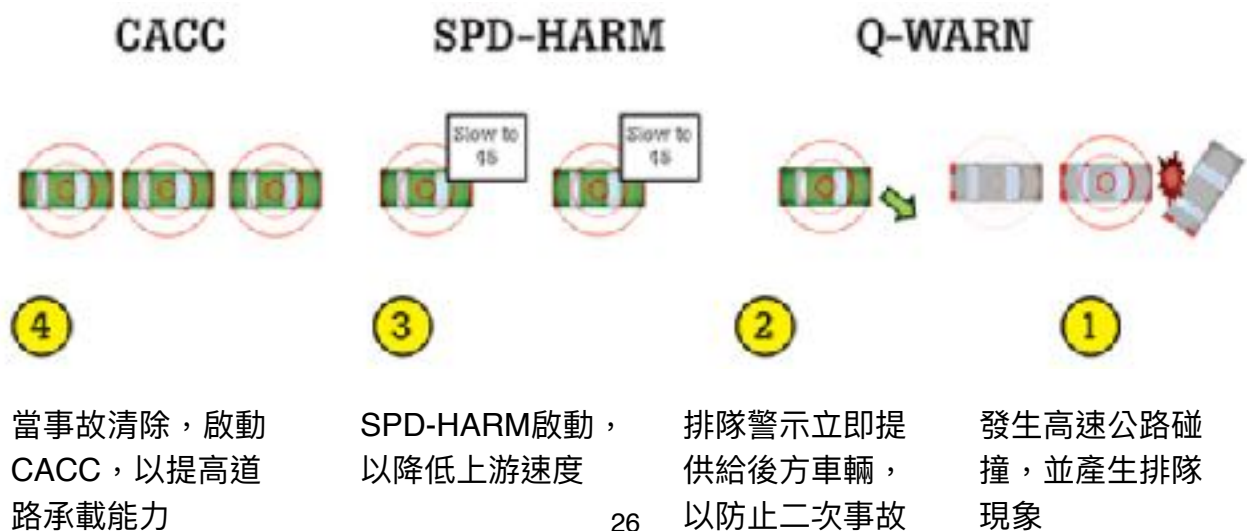 CACC
SPD-HARM
Q-WARN
Slow to
45
Slow to
45
4
3
2
1
當事故清除，啟動
CACC，以提高道
路承載能力
SPD-HARM啟動，
以降低上游速度
排隊警示立即提
供給後方車輛，
以防止二次事故
發生高速公路碰
撞，並產生排隊
現象
26